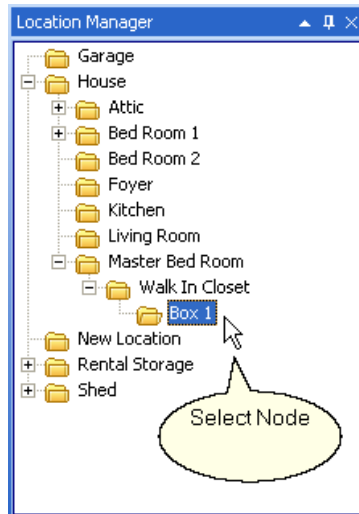 Location Manager
Garage
House
Attic
Bed Room 1
Bed Room 2
Foyer
Kitchen
Living Room
Master Bed Room
Walk In Closet
Box 1
New Location
Rental Storage
Shed
Select Node